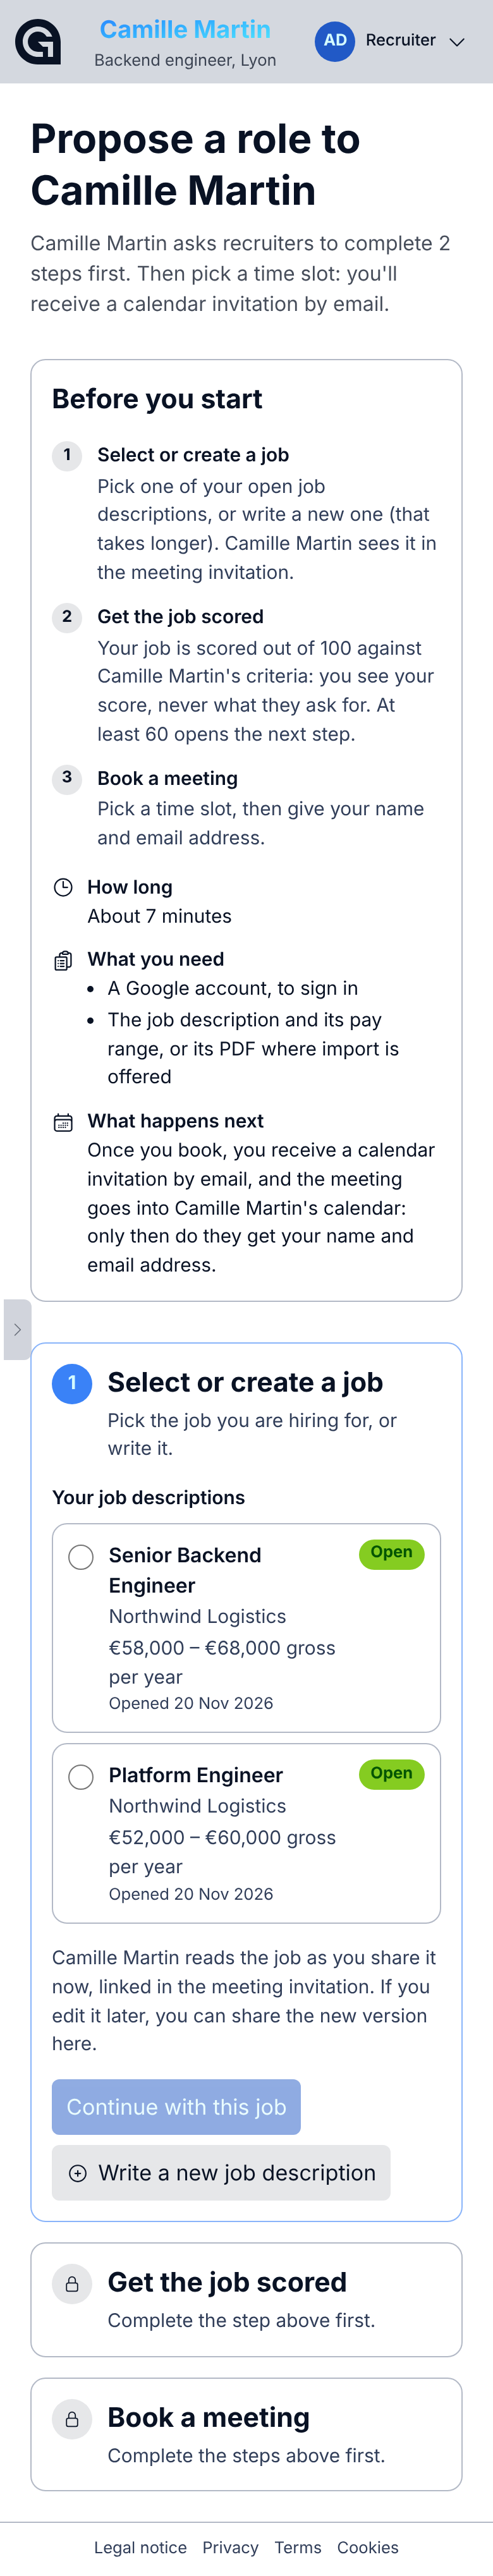 Camille Martin
Backend engineer, Lyon
AD
Recruiter
Propose a role to
Camille Martin
Camille Martin asks recruiters to complete 2
steps first. Then pick a time slot: you'll
receive a calendar invitation by email.
Before you start
1
Select or create a job
Pick one of your open job
descriptions, or write a new one (that
takes longer). Camille Martin sees it in
the meeting invitation.
2
Get the job scored
Your job is scored out of 100 against
Camille Martin's criteria: you see your
score, never what they ask for. At
least 60 opens the next step.
3
Book a meeting
Pick a time slot, then give your name
and email address.
How long
About 7 minutes
What you need
• A Google account, to sign in
• The job description and its pay
range, or its PDF where import is
offered
What happens next
Once you book, you receive a calendar
invitation by email, and the meeting
goes into Camille Martin's calendar:
only then do they get your name and
email address.
1
Select or create a job
Pick the job you are hiring for, or
write it.
Your job descriptions
Senior Backend
Engineer
Open
Northwind Logistics
€58,000 – €68,000 gross
per year
Opened 20 Nov 2026
Platform Engineer
Open
Northwind Logistics
€52,000 – €60,000 gross
per year
Opened 20 Nov 2026
Camille Martin reads the job as you share it
now, linked in the meeting invitation. If you
edit it later, you can share the new version
here.
Continue with this job
Write a new job description
Get the job scored
Complete the step above first.
Book a meeting
Complete the steps above first.
Legal notice Privacy Terms Cookies